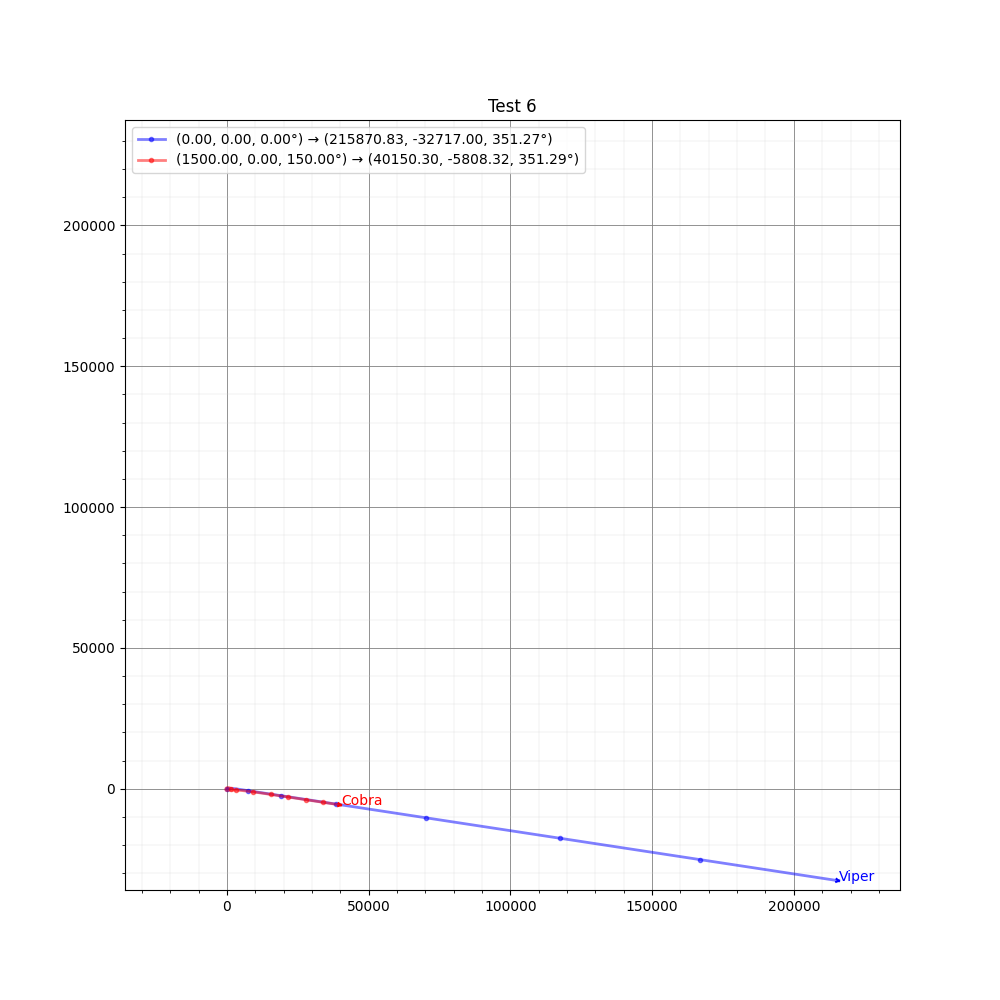 Test 6
(0.00, 0.00, 0.00°) → (215870.83, -32717.00, 351.27°)
(1500.00, 0.00, 150.00°) → (40150.30, -5808.32, 351.29°)
200000
150000
100000
50000
0
Cobra
Viper
0 50000 100000 150000 200000